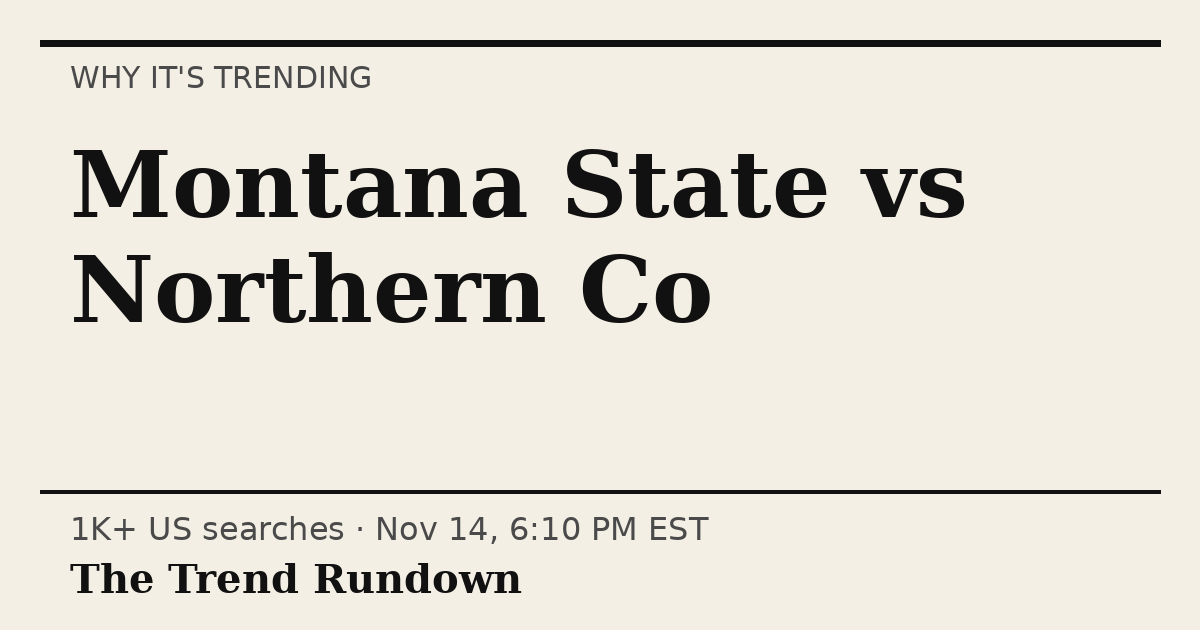 WHY IT'S TRENDING
Montana State vs
Northern Co
1K+ US searches · Nov 14, 6:10 PM EST
The Trend Rundown